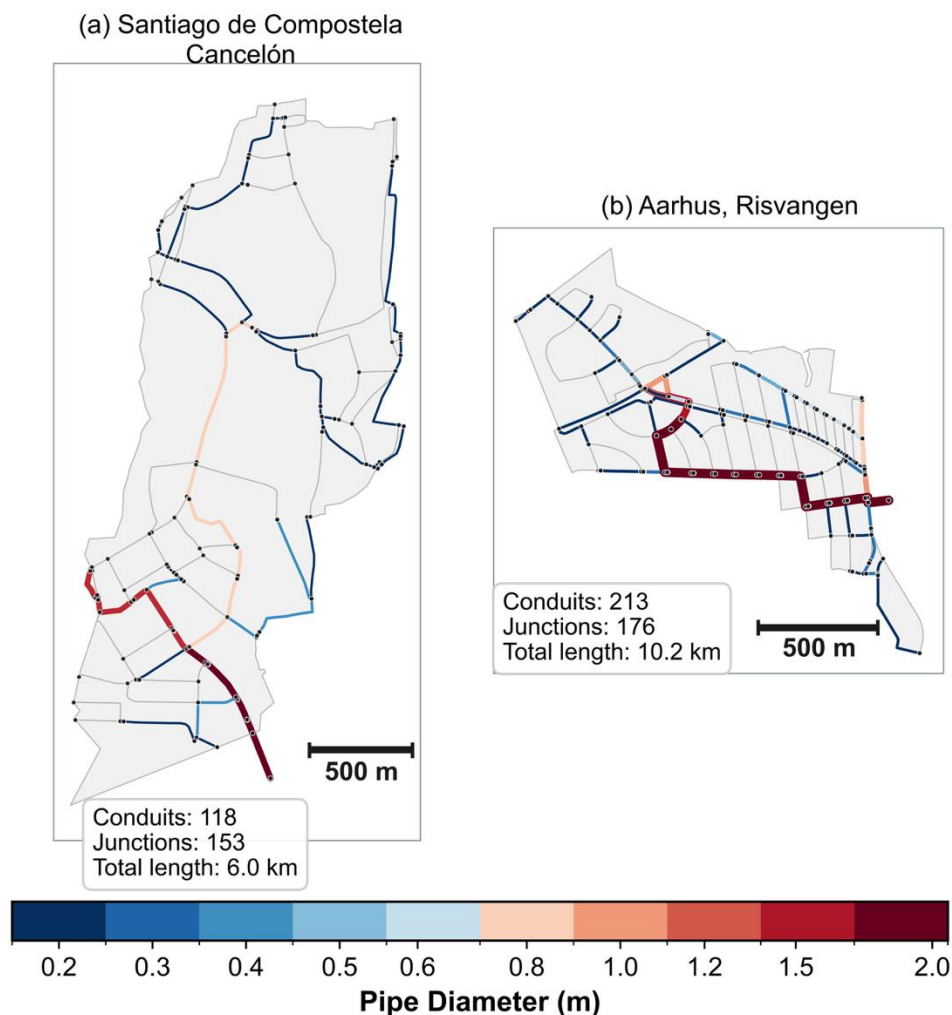 (a) Santiago de Compostela
Cancelón
(b) Aarhus, Risvangen
Conduits: 213
Junctions: 176
Total length: 10.2 km
500 m
500 m
Conduits: 118
Junctions: 153
Total length: 6.0 km
0.2 0.3 0.4 0.5 0.6 0.8 1.0 1.2 1.5 2.0
Pipe Diameter (m)